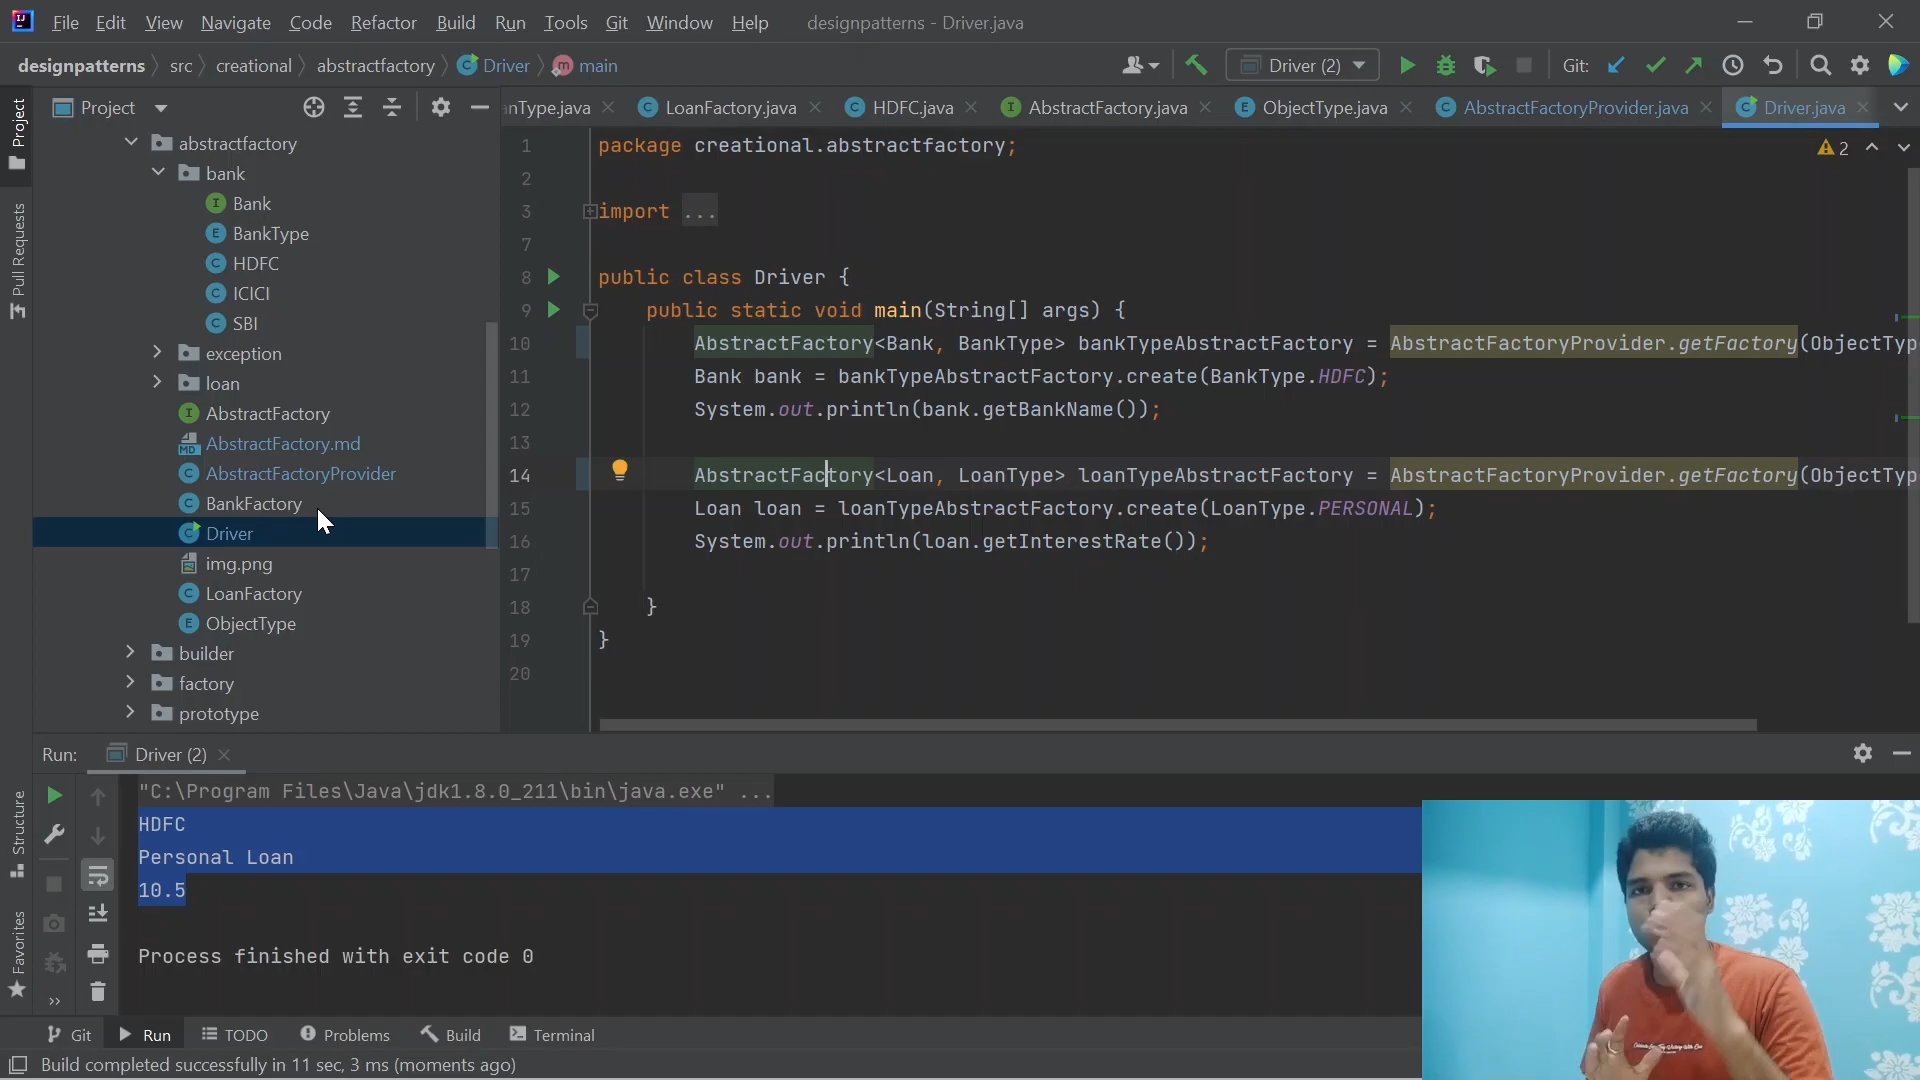 File Edit View Navigate Code Refactor Build Run Tools Git Window Help designpatterns - Driver.java
designpatterns src creational abstractfactory Driver main Driver (2) Git:
Project
nType.java LoanFactory.java HDFC.java AbstractFactory.java ObjectType.java AbstractFactoryProvider.java Driver.java
Project
Pull Requests
Structure
Favorites
abstractfactory
bank
Bank
BankType
HDFC
ICICI
SBI
exception
loan
AbstractFactory
AbstractFactory.md
AbstractFactoryProvider
BankFactory
Driver
img.png
LoanFactory
ObjectType
builder
factory
prototype
1 package creational.abstractfactory; 2
2
3 import ...
7
8 public class Driver {
9 public static void main(String[] args) {
10 AbstractFactory<Bank, BankType> bankTypeAbstractFactory = AbstractFactoryProvider.getFactory(ObjectTyp
11 Bank bank = bankTypeAbstractFactory.create(BankType.HDFC);
12 System.out.println(bank.getBankName());
13
14 AbstractFactory<Loan, LoanType> loanTypeAbstractFactory = AbstractFactoryProvider.getFactory(ObjectTyp
15 Loan loan = loanTypeAbstractFactory.create(LoanType.PERSONAL);
16 System.out.println(loan.getInterestRate());
17
18 }
19 }
20
Run: Driver (2)
"C:\Program Files\Java\jdk1.8.0_211\bin\java.exe" ...
HDFC
Personal Loan
10.5
Process finished with exit code 0
Git Run TODO Problems Build Terminal
Build completed successfully in 11 sec, 3 ms (moments ago)